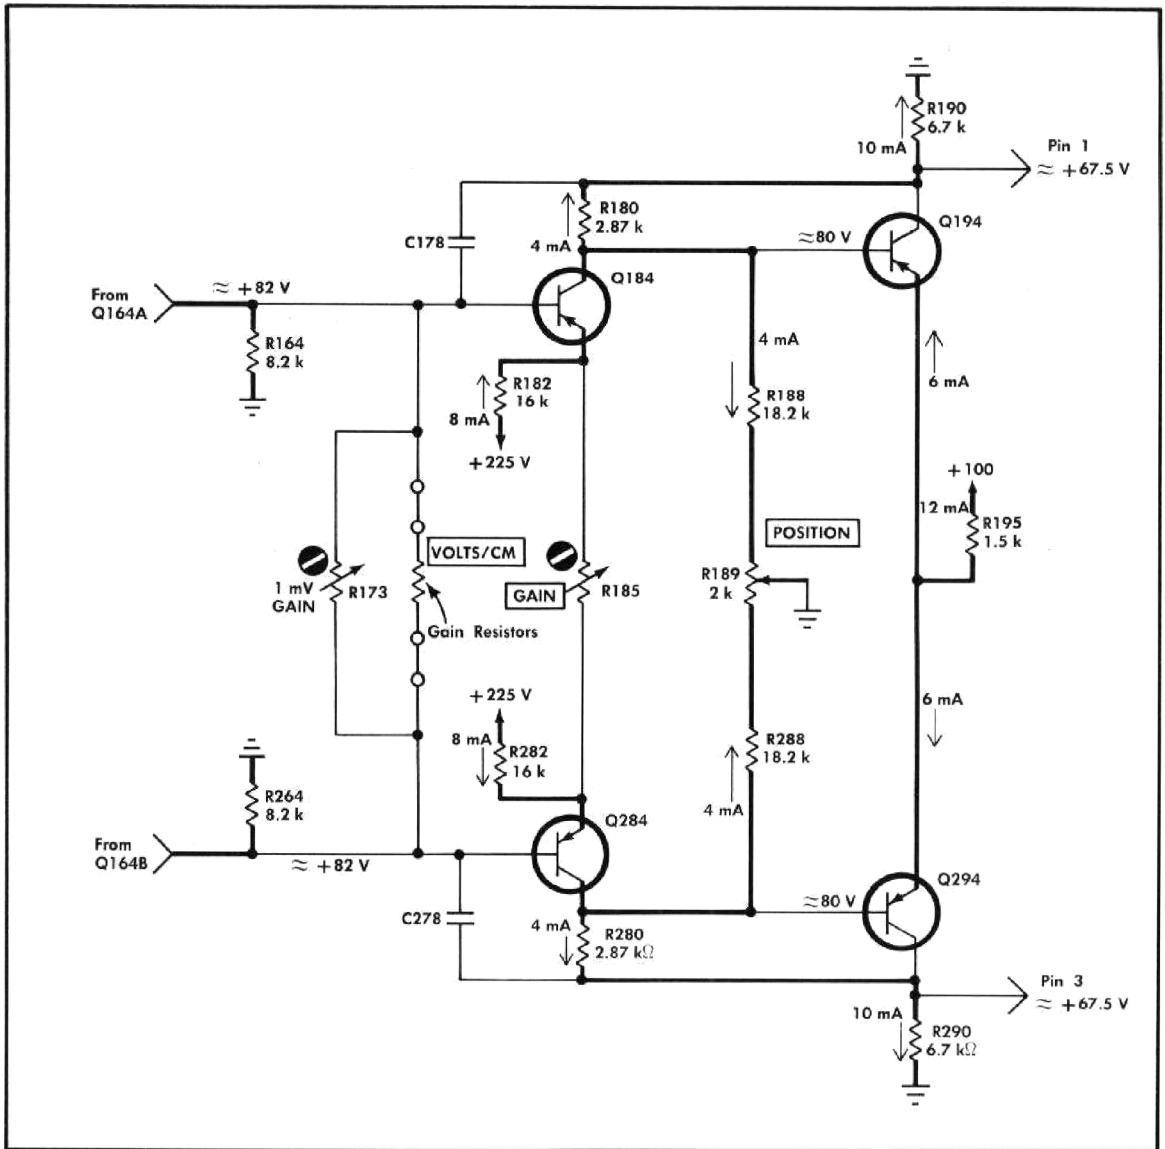 R190
6.7 k
10 mA
Pin 1
≈ +67.5 V
R180
2.87 k
4 mA
C178
≈80 V
Q194
Q184
From
Q164A
≈ +82 V
R164
8.2 k
4 mA
R182
16 k
8 mA
+225 V
R188
18.2 k
6 mA
+100
12 mA
R195
1.5 k
POSITION
VOLTS/CM
1 mV
GAIN
R173
GAIN
R185
R189
2 k
Gain Resistors
+225 V
8 mA
R282
16 k
R288
18.2 k
4 mA
6 mA
R264
8.2 k
From
Q164B
≈ +82 V
Q284
Q294
≈80 V
C278
4 mA
R280
2.87 kΩ
Pin 3
≈ +67.5 V
10 mA
R290
6.7 kΩ